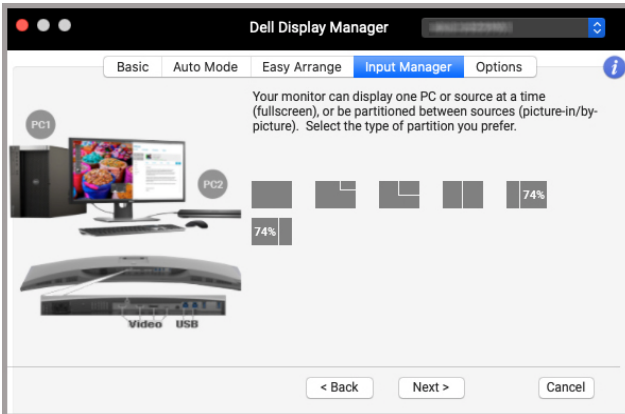 Dell Display Manager
Basic
Auto Mode
Easy Arrange
Input Manager
Options
i
Your monitor can display one PC or source at a time
(fullscreen), or be partitioned between sources (picture-in/by-
picture).  Select the type of partition you prefer.
PC1
PC2
74%
74%
Video
USB
< Back
Next >
Cancel